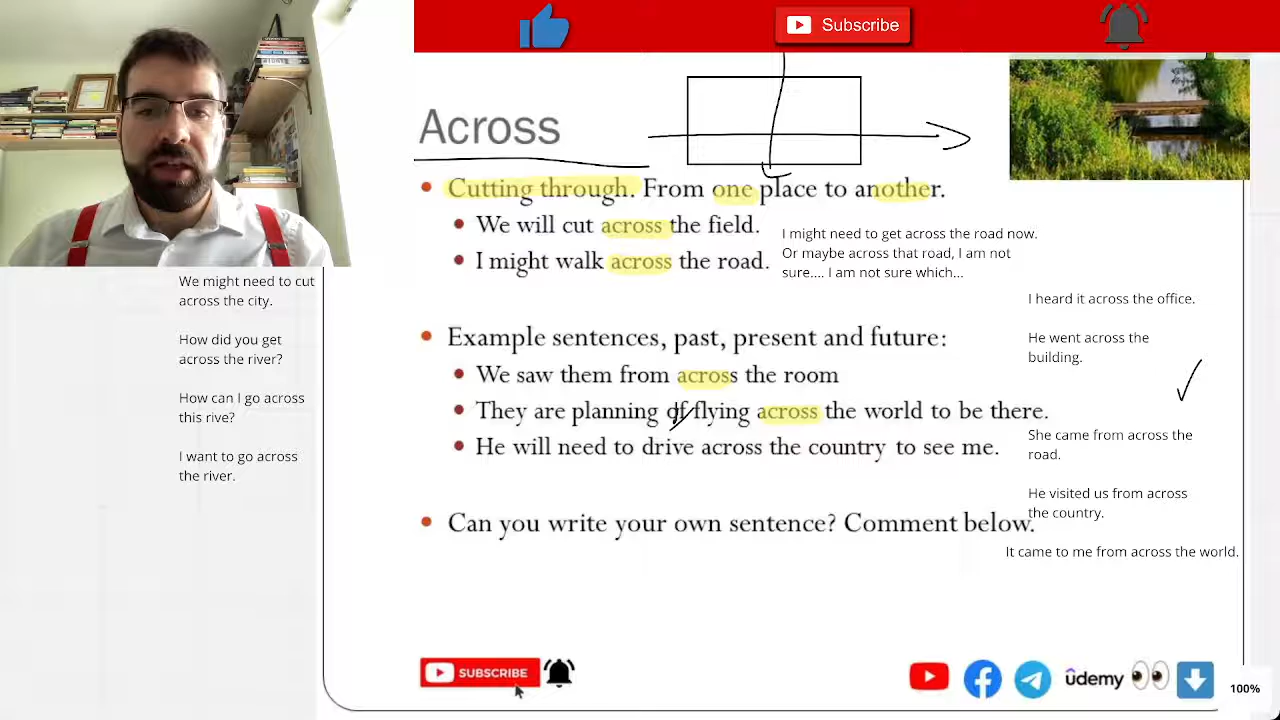 Subscribe
Across
Cutting through. From one place to another.
We will cut across the field.
I might walk across the road.
I might need to get across the road now.
Or maybe across that road, I am not
sure.... I am not sure which...
We might need to cut
across the city.
How did you get
across the river?
How can I go across
this rive?
I want to go across
the river.
I heard it across the office.
He went across the
building.
Example sentences, past, present and future:
We saw them from across the room
They are planning of flying across the world to be there.
He will need to drive across the country to see me.
She came from across the
road.
He visited us from across
the country.
It came to me from across the world.
Can you write your own sentence? Comment below.
SUBSCRIBE
ûdemy
100%